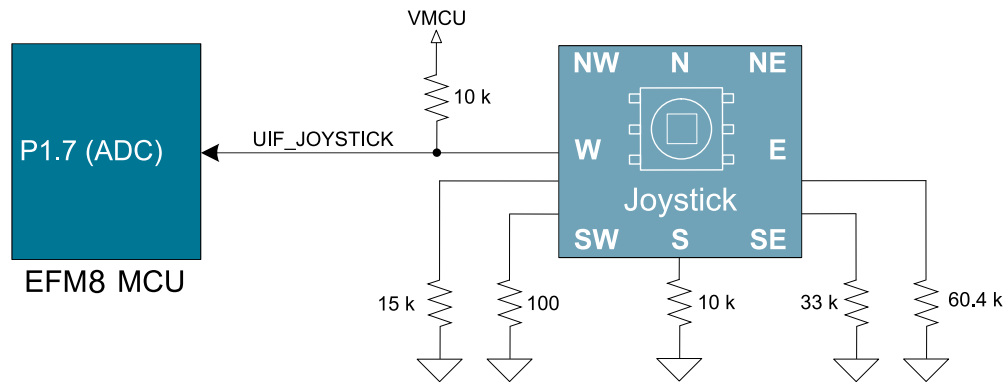 VMCU
NW N NE
10 k
P1.7 (ADC)
UIF_JOYSTICK
W E
Joystick
SW S SE
EFM8 MCU
15 k
100
10 k
33 k
60.4 k